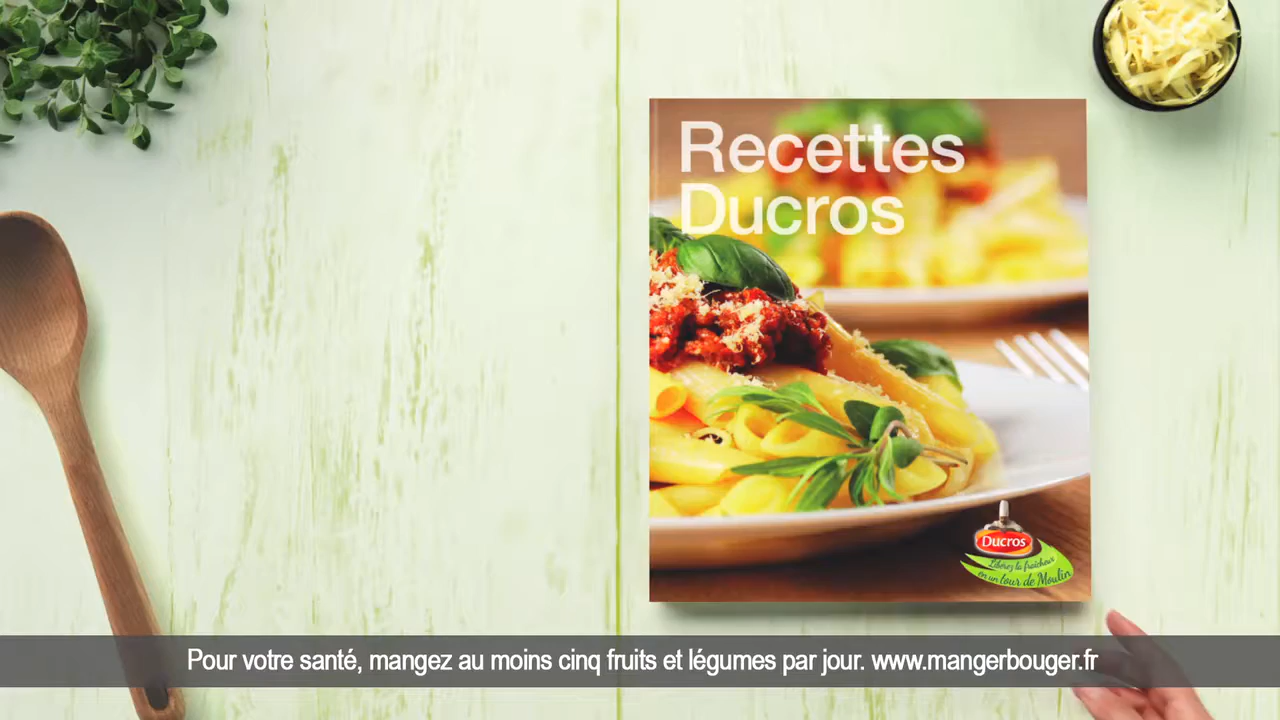 Recettes
Ducros
Ducros
Libérez la fraîcheur
en un tour de Moulin
Pour votre santé, mangez au moins cinq fruits et légumes par jour. www.mangerbouger.fr